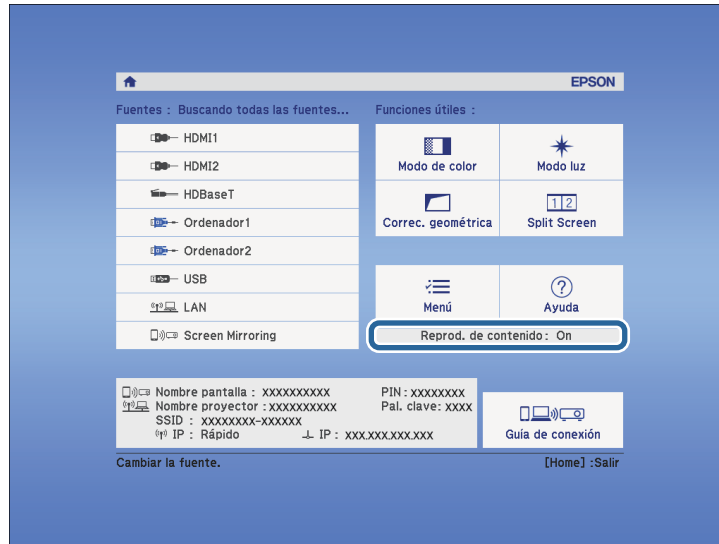 EPSON
Fuentes : Buscando todas las fuentes...
HDMI1
HDMI2
HDBaseT
Ordenador1
Ordenador2
USB
LAN
Screen Mirroring
Funciones útiles :
Modo de color
Modo luz
Correc. geométrica
1 2
Split Screen
Menú
Ayuda
Reprod. de contenido : On
Nombre pantalla : xxxxxxxxxx PIN : xxxxxxxx
Nombre proyector : xxxxxxxxxx Pal. clave: xxxx
SSID : xxxxxxxx-xxxxxx
IP : Rápido IP : xxx.xxx.xxx.xxx
Guía de conexión
Cambiar la fuente. [Home] :Salir